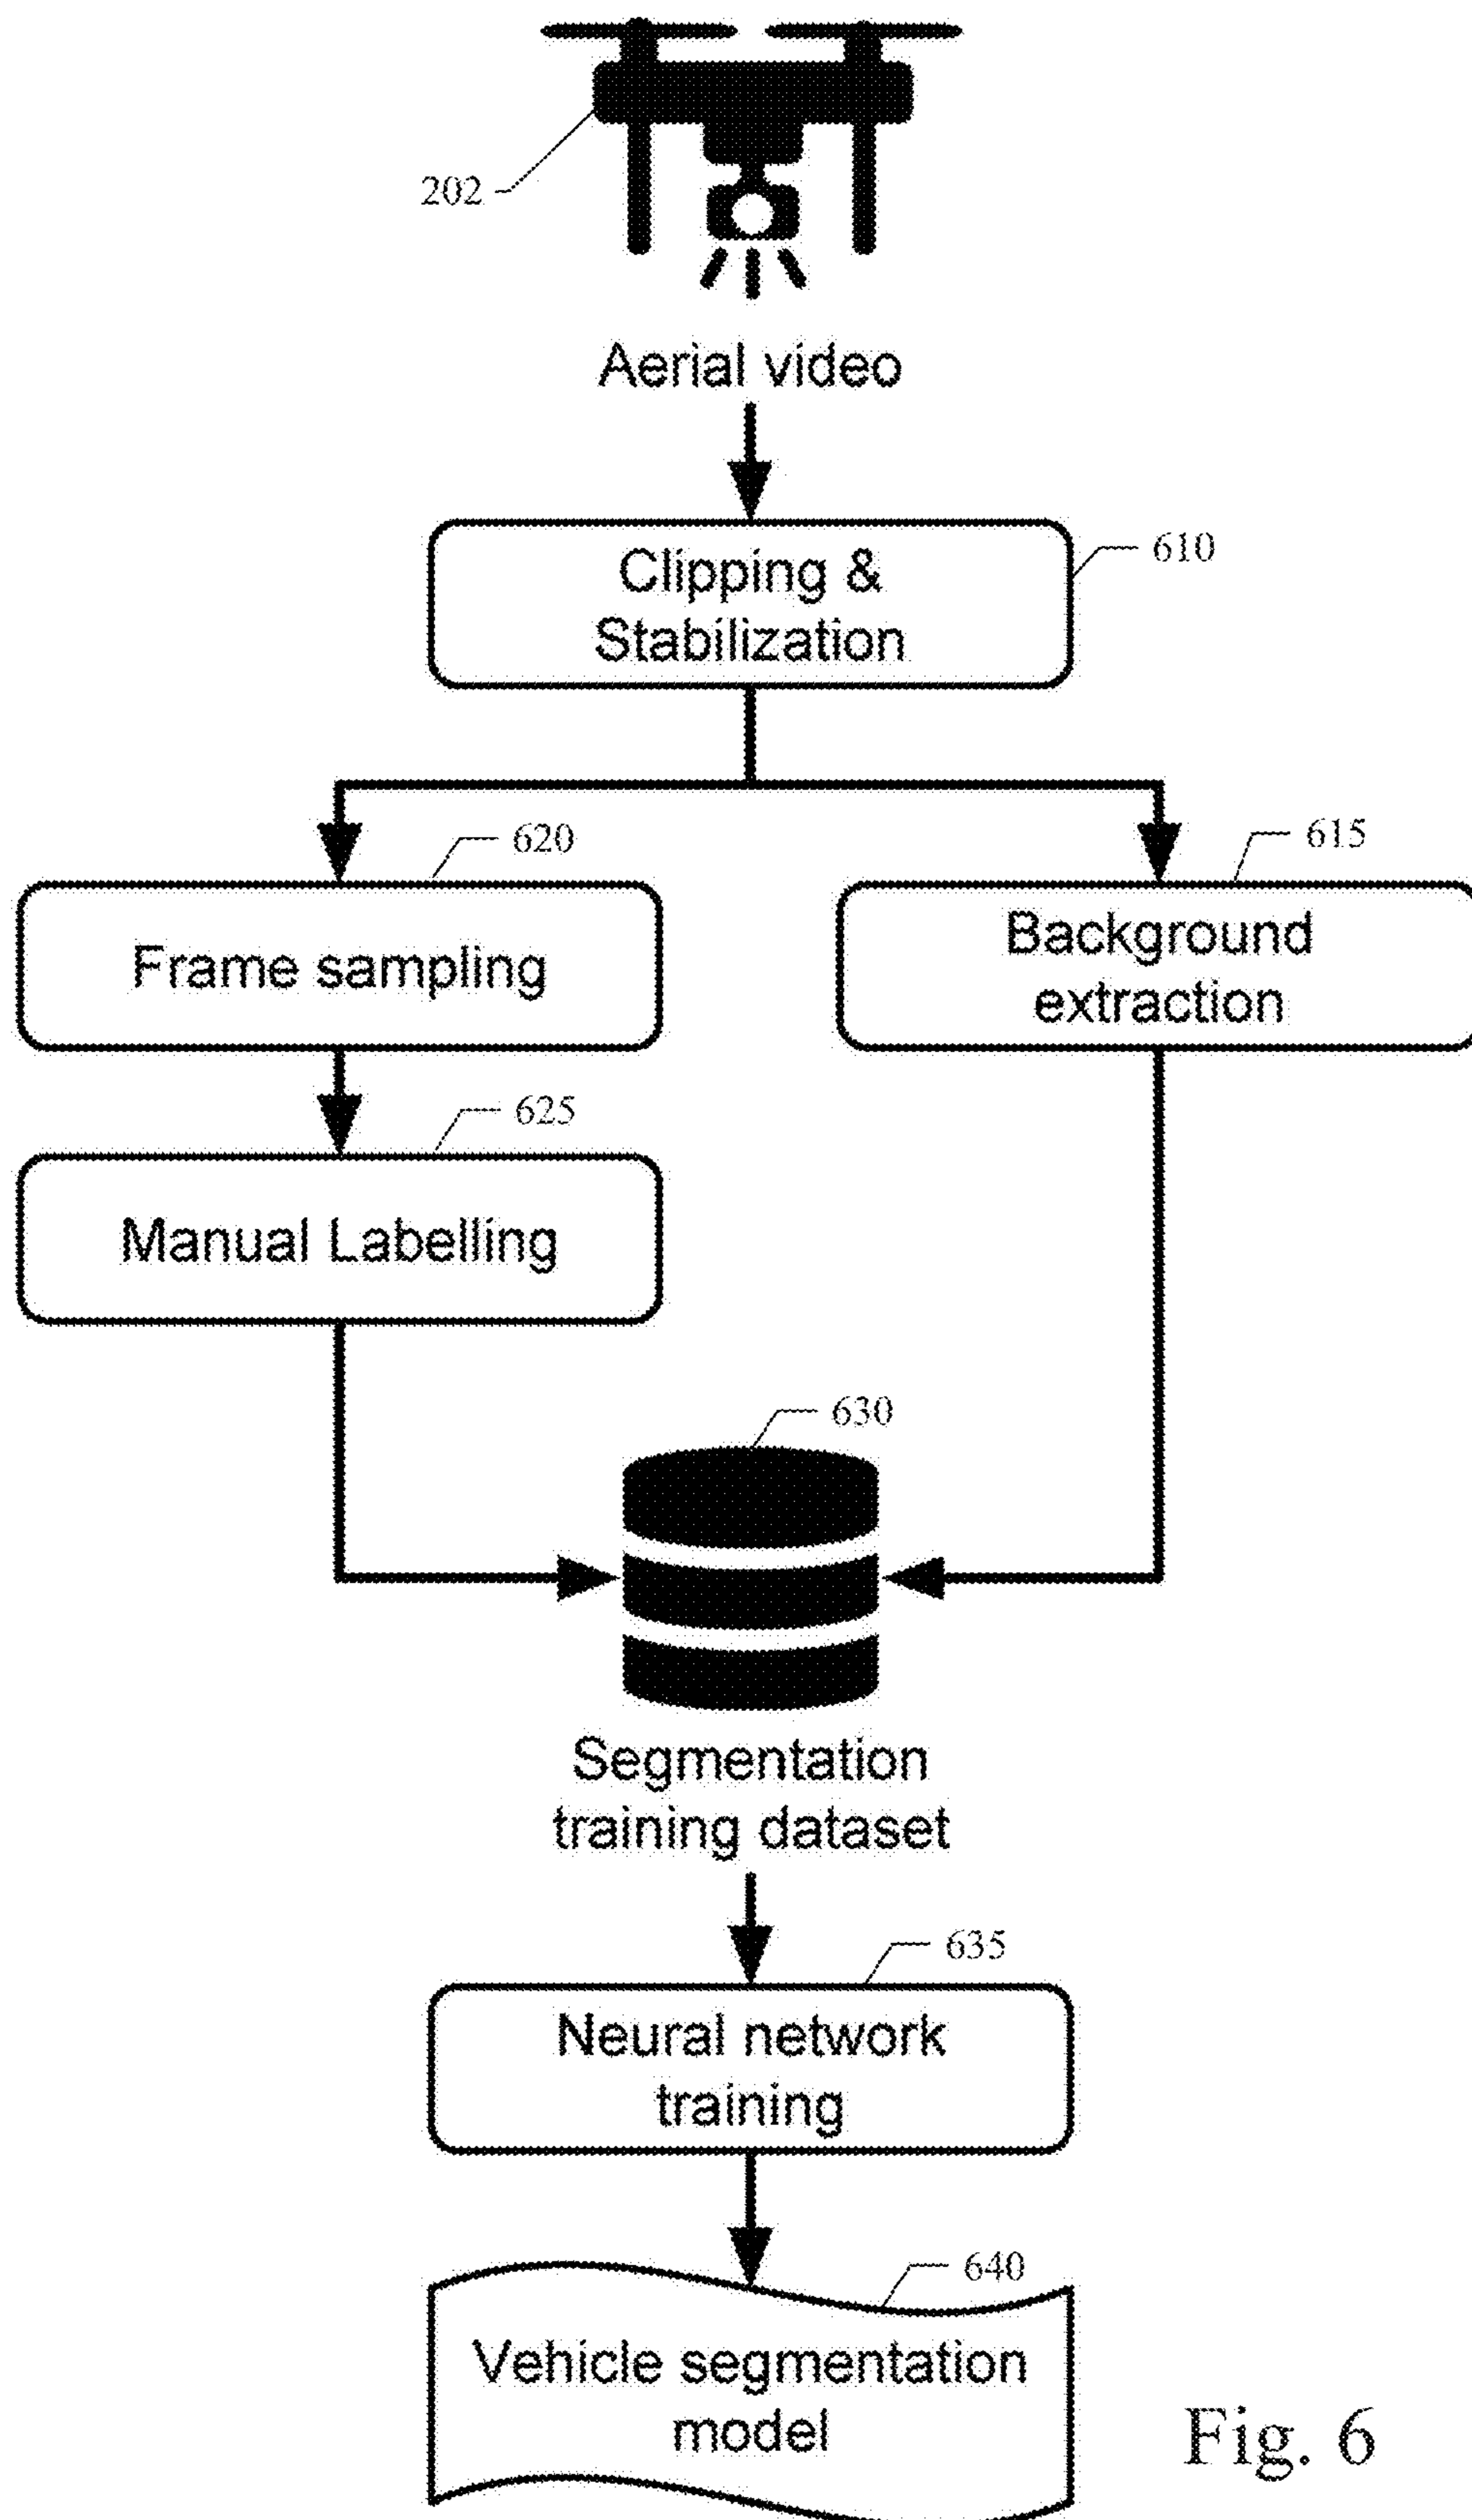 202
Aerial video
Clipping &
Stabilization
610
620
615
Frame sampling
Background
extraction
625
Manual Labelling
630
Segmentation
training dataset
635
Neural network
training
640
Vehicle segmentation
model
Fig. 6